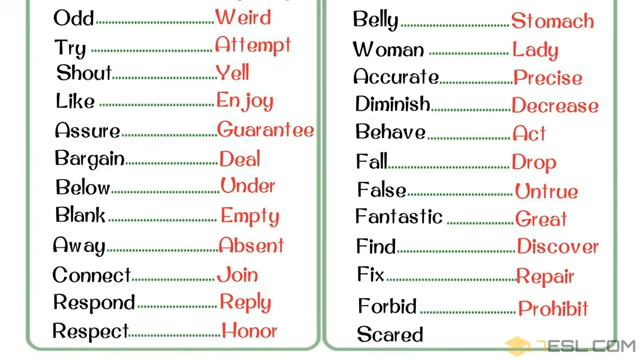 Odd..........................Weird
Try............................Attempt
Shout........................Yell
Like...........................Enjoy
Assure......................Guarantee
Bargain.....................Deal
Below........................Under
Blank........................Empty
Away.........................Absent
Connect....................Join
Respond...................Reply
Respect....................Honor
Belly...........................Stomach
Woman....................Lady
Accurate..................Precise
Diminish....................Decrease
Behave.....................Act
Fall..............................Drop
False..........................Untrue
Fantastic.................Great
Find............................Discover
Fix..............................Repair
Forbid.......................Prohibit
Scared
7ESL.COM